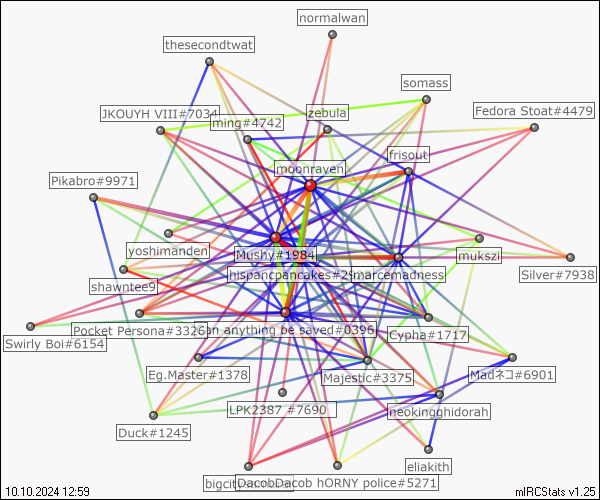 normalwan
thesecondtwat
somass
JKOUYH VIII#7034
ming#4742
zebula
Fedora Stoat#4479
moonraven
frisout
Pikabro#9971
yoshimanden
Mushy#1984
mukszi
shawntee9
hispancpancakes#29
marcemadness
Silver#7938
Swirly Boi#6154
Pocket Persona#3326
an anything be saved#0396
Cypha#1717
Eg.Master#1378
Majestic#3375
Madネコ#6901
LPK2387 #7690
neokingghidorah
Duck#1245
eliakith
bigcit
DacobDacob hORNY police#5271
10.10.2024 12:59
mIRCStats v1.25